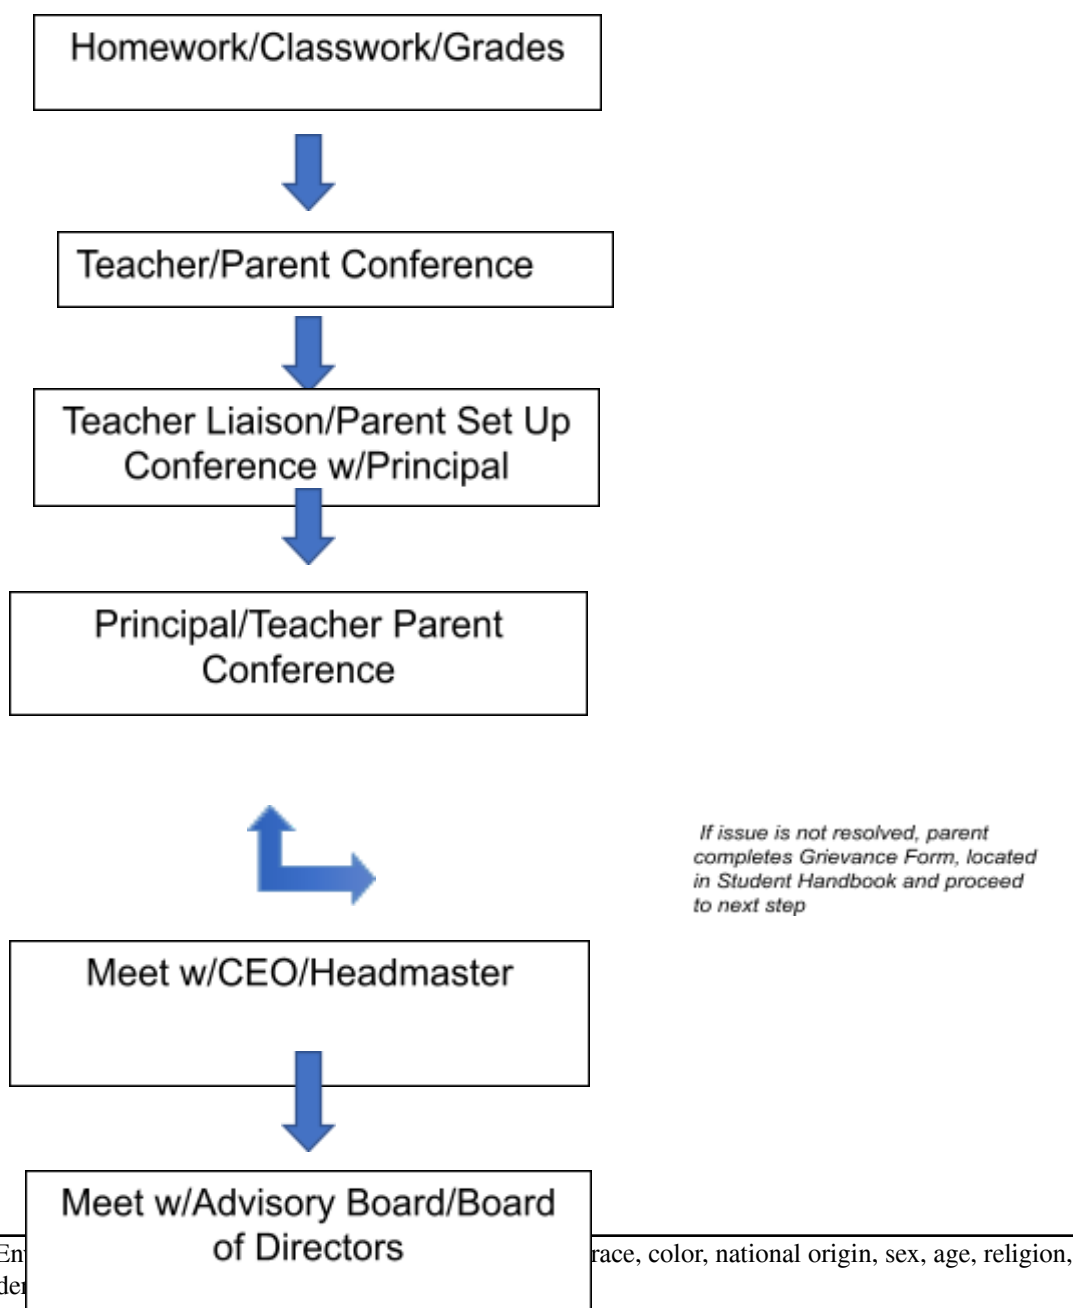 Homework/Classwork/Grades
Teacher/Parent Conference
Teacher Liaison/Parent Set Up
Conference w/Principal
Principal/Teacher Parent
Conference
If issue is not resolved, parent
completes Grievance Form, located
in Student Handbook and proceed
to next step
Meet w/CEO/Headmaster
Meet w/Advisory Board/Board
of Directors
race, color, national origin, sex, age, religion,